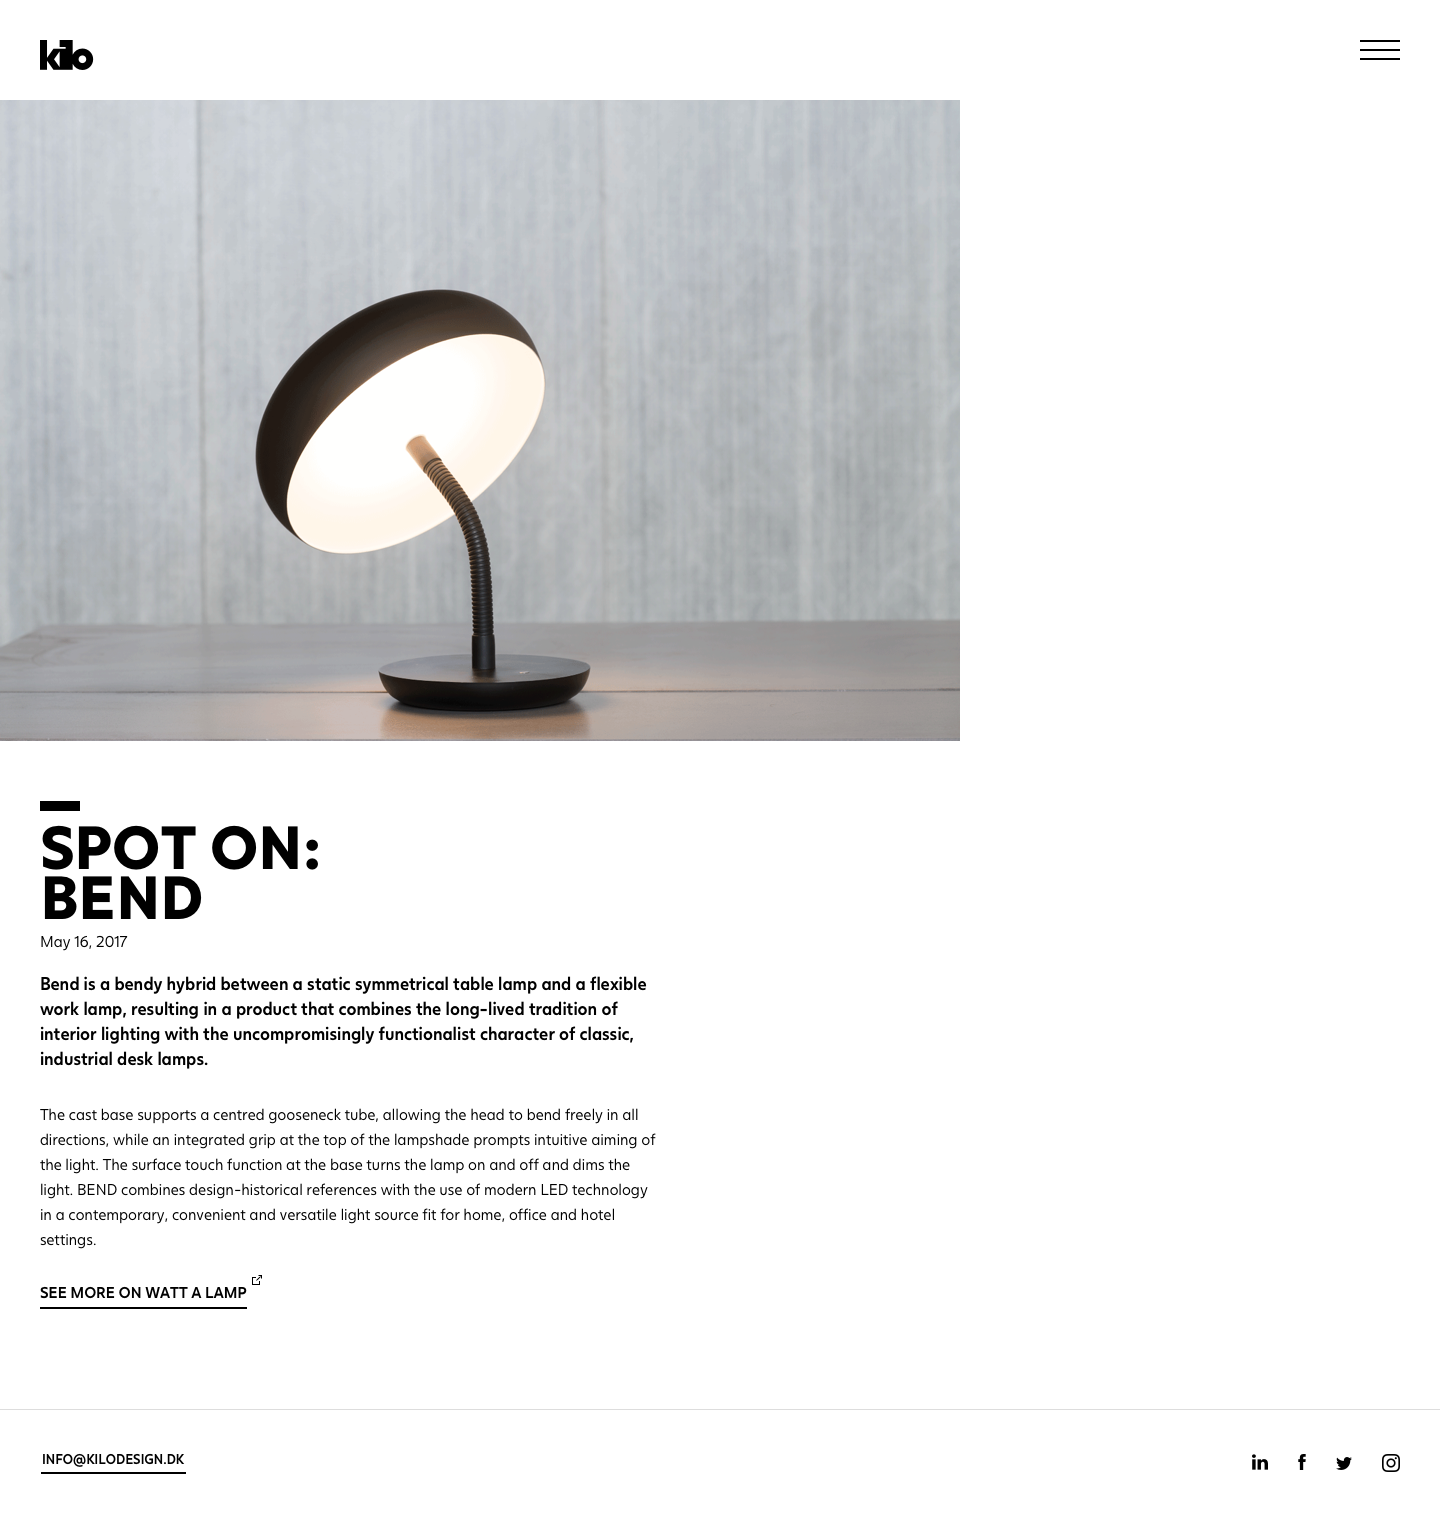 kilo
SPOT ON:
BEND
May 16, 2017
Bend is a bendy hybrid between a static symmetrical table lamp and a flexible
work lamp, resulting in a product that combines the long-lived tradition of
interior lighting with the uncompromisingly functionalist character of classic,
industrial desk lamps.
The cast base supports a centred gooseneck tube, allowing the head to bend freely in all
directions, while an integrated grip at the top of the lampshade prompts intuitive aiming of
the light. The surface touch function at the base turns the lamp on and off and dims the
light. BEND combines design-historical references with the use of modern LED technology
in a contemporary, convenient and versatile light source fit for home, office and hotel
settings.
SEE MORE ON WATT A LAMP
INFO@KILODESIGN.DK